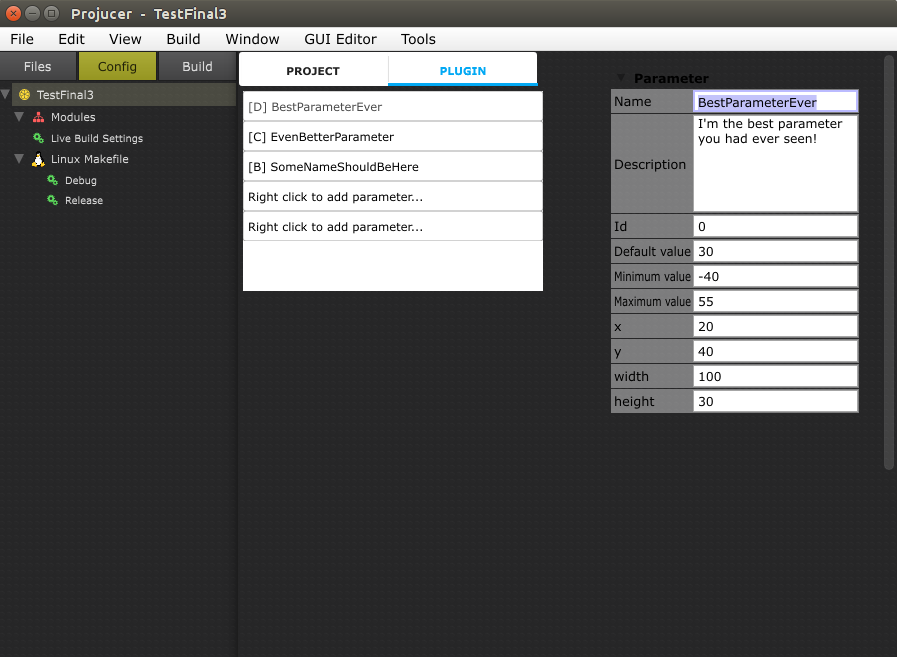 Projucer - TestFinal3
File Edit View Build Window GUI Editor Tools
Files Config Build
TestFinal3
Modules
Live Build Settings
Linux Makefile
Debug
Release
PROJECT PLUGIN
[D] BestParameterEver
[C] EvenBetterParameter
[B] SomeNameShouldBeHere
Right click to add parameter...
Right click to add parameter...
Parameter
Name BestParameterEver
Description I'm the best parameter
you had ever seen!
Id 0
Default value 30
Minimum value -40
Maximum value 55
x 20
y 40
width 100
height 30